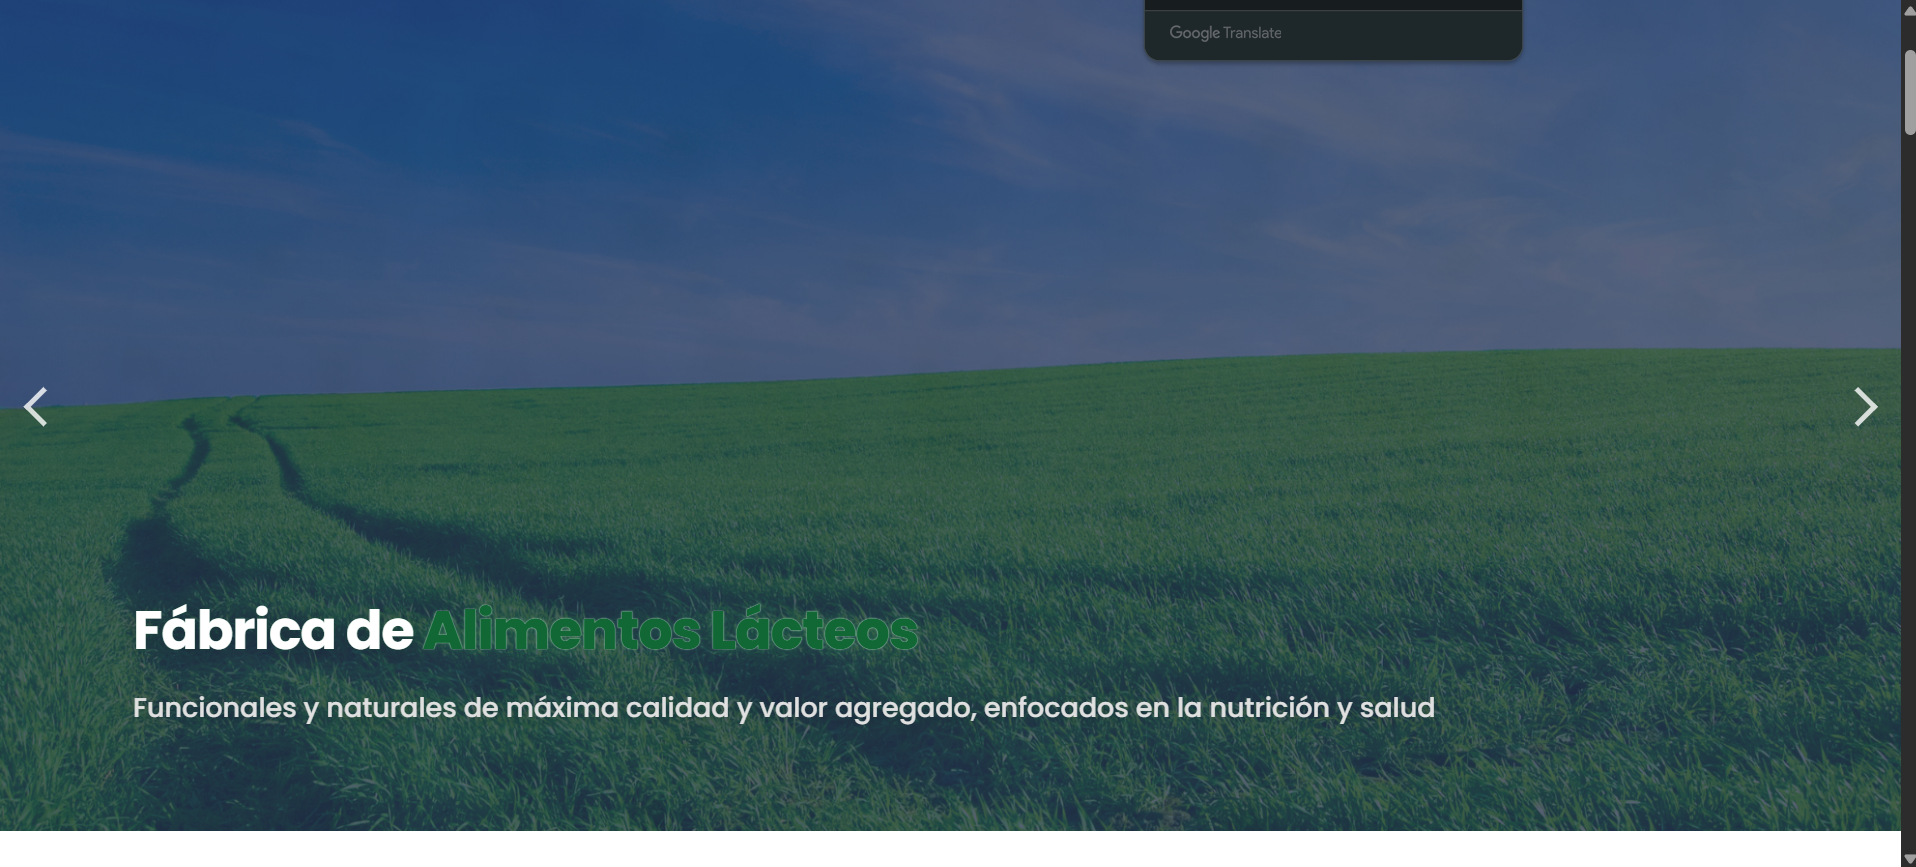 Google Translate
Fábrica de Alimentos Lácteos
Funcionales y naturales de máxima calidad y valor agregado, enfocados en la nutrición y salud